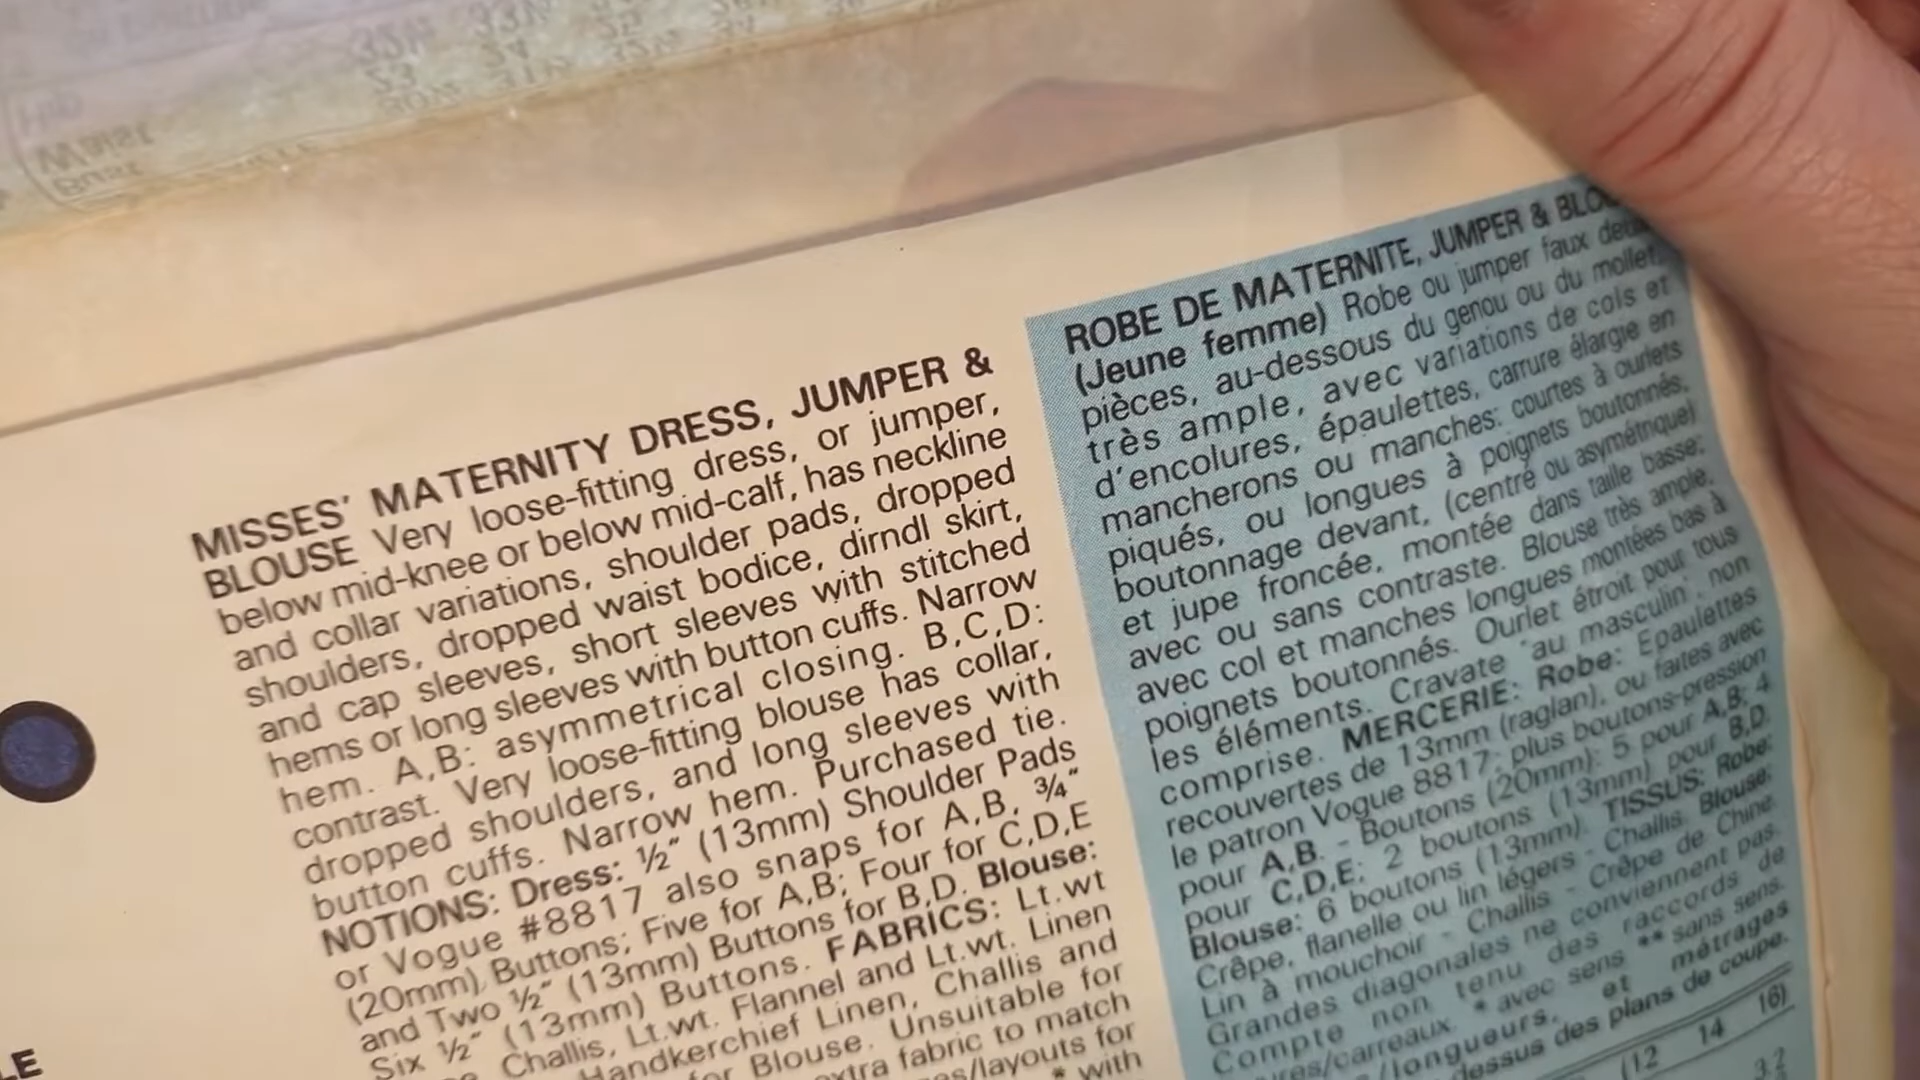 MISSES' MATERNITY DRESS, JUMPER &
BLOUSE Very loose-fitting dress, or jumper,
below mid-knee or below mid-calf, has neckline
and collar variations, shoulder pads, dropped
shoulders, dropped waist bodice, dirndl skirt,
and cap sleeves, short sleeves with stitched
hems or long sleeves with button cuffs. Narrow
hem. A,B: asymmetrical closing. B,C,D:
contrast. Very loose-fitting blouse has collar,
dropped shoulders, and long sleeves with
button cuffs. Narrow hem. Purchased tie.
NOTIONS: Dress: ½" (13mm) Shoulder Pads
or Vogue #8817 also snaps for A,B, ¾"
(20mm) Buttons; Five for A,B; Four for C,D,E
and Two ½" (13mm) Buttons for B,D. Blouse:
Six ½" (13mm) Buttons. FABRICS: Lt.wt
Challis, Lt.wt. Flannel and Lt.wt. Linen
Handkerchief Linen, Challis and
Blouse. Unsuitable for
fabric to match
/layouts for
* with
ROBE DE MATERNITE, JUMPER &
(Jeune femme) Robe ou jumper faux
pièces, au-dessous du genou ou du mollet,
très ample, avec variations de cols et
d'encolures, épaulettes, carrure élargie en
mancherons ou manches: courtes à ourlets
piqués, ou longues à poignets boutonnés,
boutonnage devant, (centré ou asymétrique)
et jupe froncée, montée dans taille basse;
avec ou sans contraste. Blouse très ample,
avec col et manches longues montées bas à
poignets boutonnés. Ourlet étroit pour tous
les éléments. Cravate "au masculin", non
comprise. MERCERIE: Robe: Epaulettes
recouvertes de 13mm (raglan), ou faites avec
le patron Vogue 8817; plus boutons-pression
pour A,B. - Boutons (20mm): 5 pour A,B; 4
pour C,D,E; 2 boutons (13mm) pour B,D.
Blouse: 6 boutons (13mm). TISSUS: Robe:
Crêpe, flanelle ou lin légers - Challis. Blouse:
Lin à mouchoir - Challis - Crêpe de Chine.
Grandes diagonales ne conviennent pas.
Compte non tenu des raccords de
/carreaux. * avec sens ** sans sens.
/longueurs, et métrages
dessus des plans de coupe.
(12 14 16)
3.2